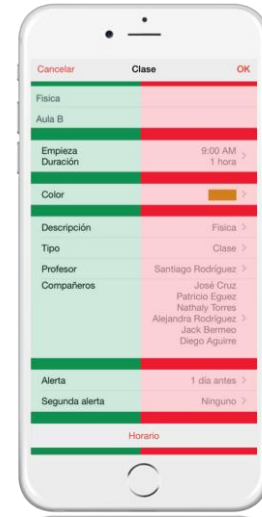 Cancelar Clase OK
Fisica
Aula B
Empieza 9:00 AM
Duración 1 hora
Color
Descripción Fisica
Tipo Clase
Profesor Santiago Rodríguez
Compañeros José Cruz
Patricio Eguez
Nathaly Torres
Alejandra Rodríguez
Jack Bermeo
Diego Aguirre
Alerta 1 día antes
Segunda alerta Ninguno
Horario